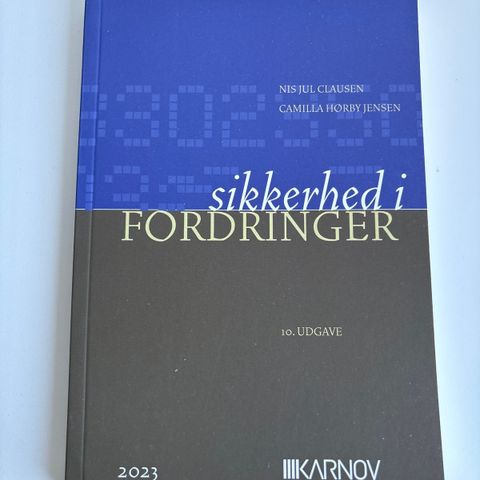 NIS JUL CLAUSEN
CAMILLA HØRBY JENSEN
sikkerhed i
FORDRINGER
10. UDGAVE
2023
KARNOV